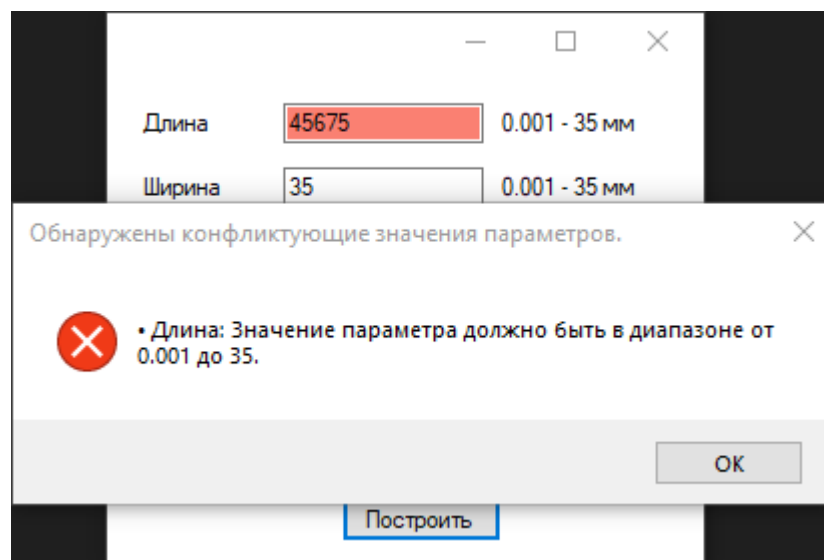 Длина 45675 0.001 - 35 мм
Ширина 35 0.001 - 35 мм
Обнаружены конфликтующие значения параметров.
• Длина: Значение параметра должно быть в диапазоне от
0.001 до 35.
ОК
Построить